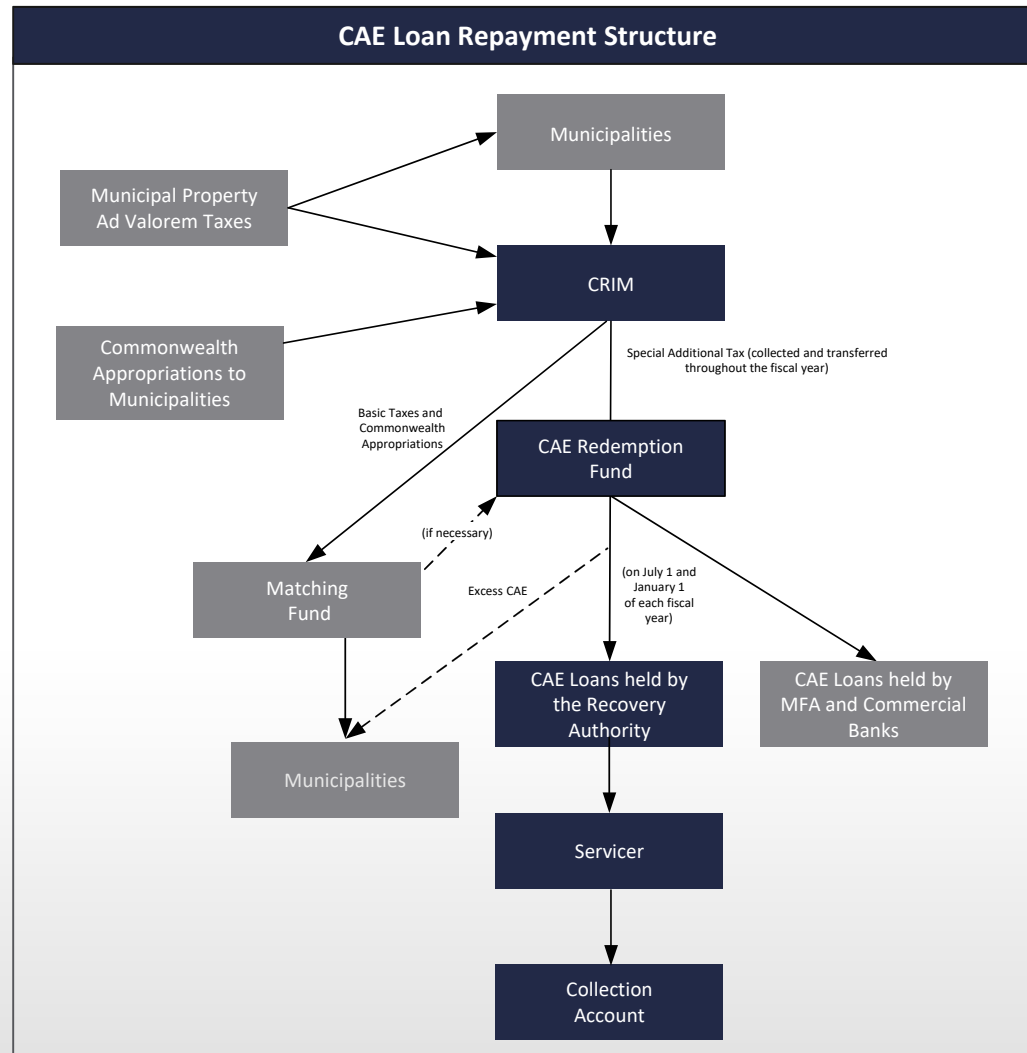 CAE Loan Repayment Structure
Municipalities
Municipal Property
Ad Valorem Taxes
CRIM
Commonwealth
Appropriations to
Municipalities
Special Additional Tax (collected and transferred
throughout the fiscal year)
Basic Taxes and
Commonwealth
Appropriations
CAE Redemption
Fund
(if necessary)
Matching
Fund
Excess CAE
(on July 1 and
January 1
of each fiscal
year)
CAE Loans held by
the Recovery
Authority
CAE Loans held by
MFA and Commercial
Banks
Municipalities
Servicer
Collection
Account